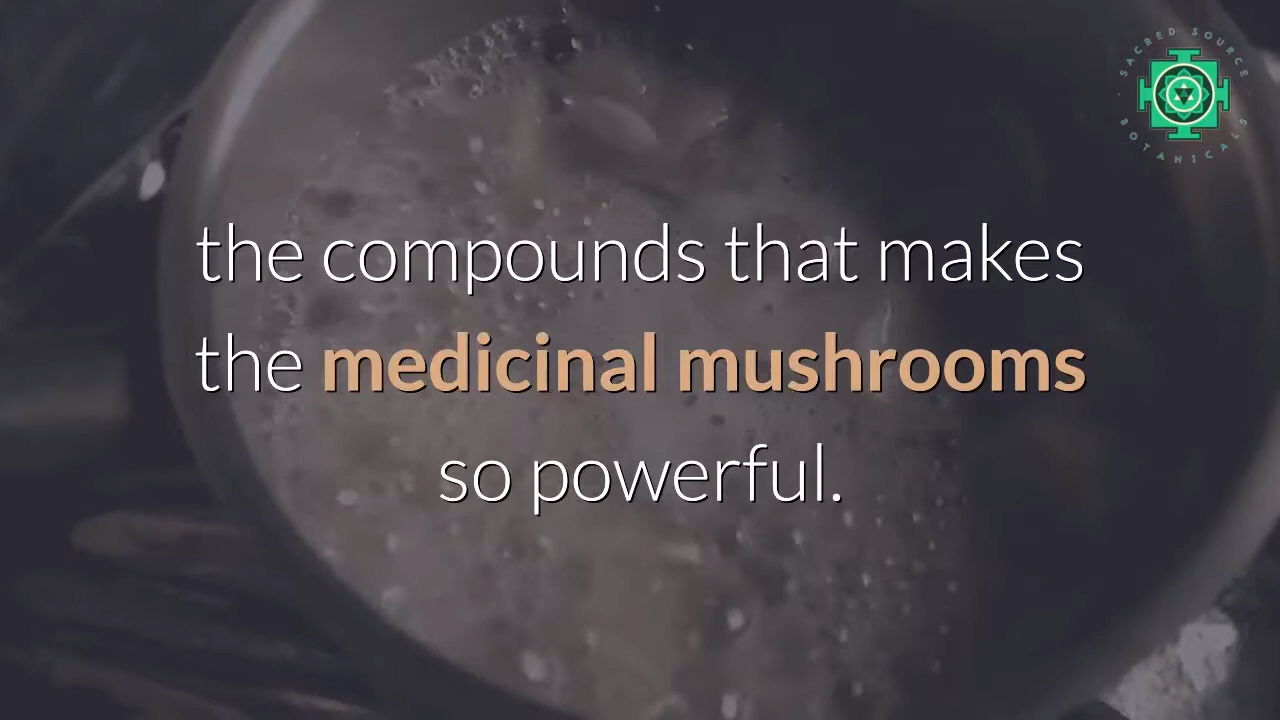 SACRED SOURCE
BOTANICALS
the compounds that makes
the medicinal mushrooms
so powerful.